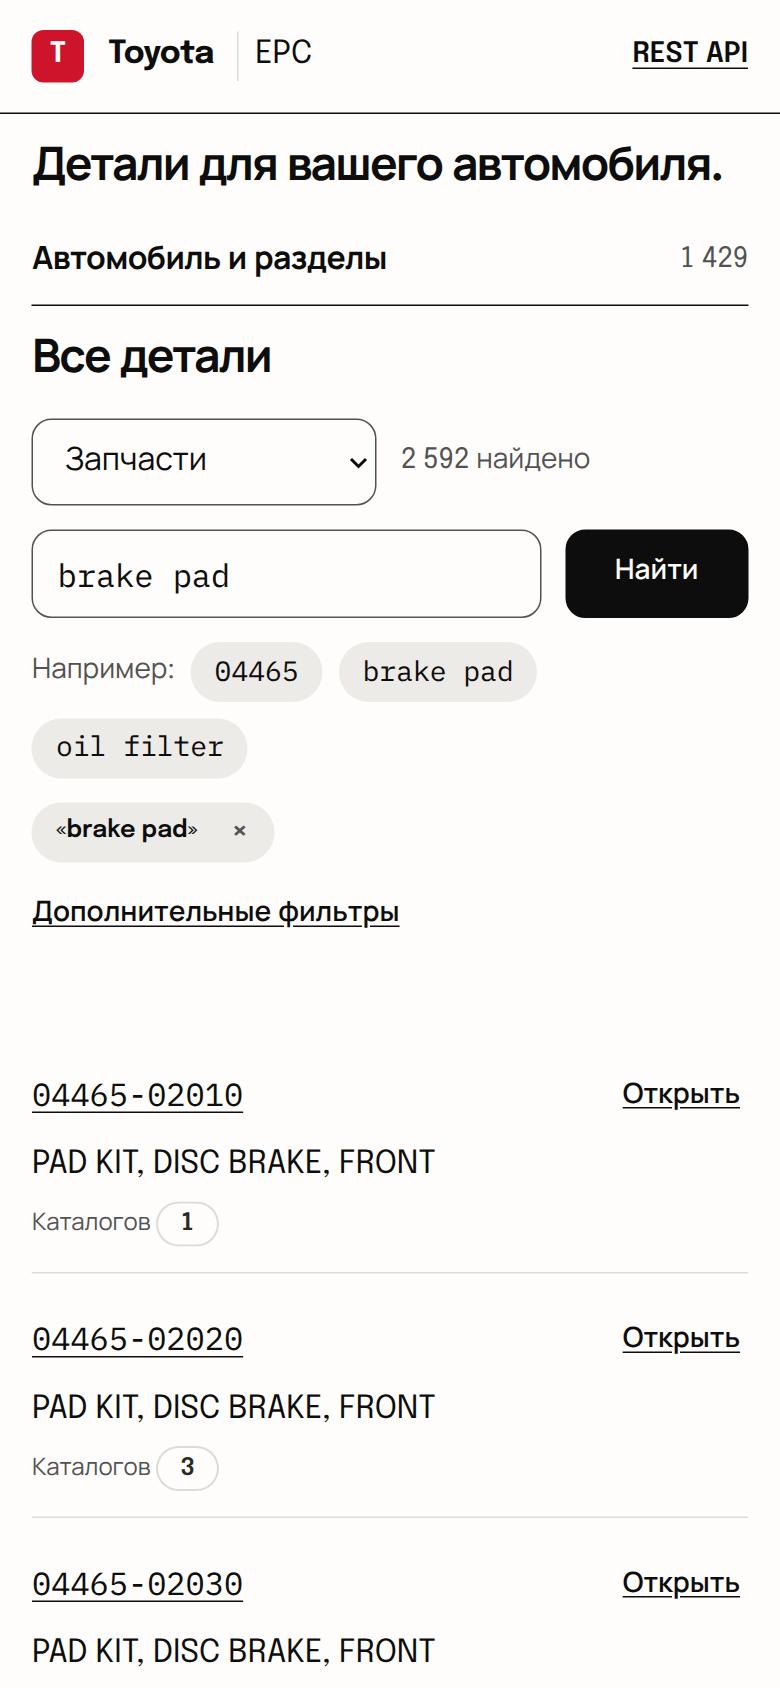 T Toyota EPC REST API
Детали для вашего автомобиля.
Автомобиль и разделы 1 429
Все детали
Запчасти 2 592 найдено
brake pad Найти
Например: 04465 brake pad
oil filter
«brake pad» ×
Дополнительные фильтры
04465-02010 Открыть
PAD KIT, DISC BRAKE, FRONT
Каталогов 1
04465-02020 Открыть
PAD KIT, DISC BRAKE, FRONT
Каталогов 3
04465-02030 Открыть
PAD KIT, DISC BRAKE, FRONT